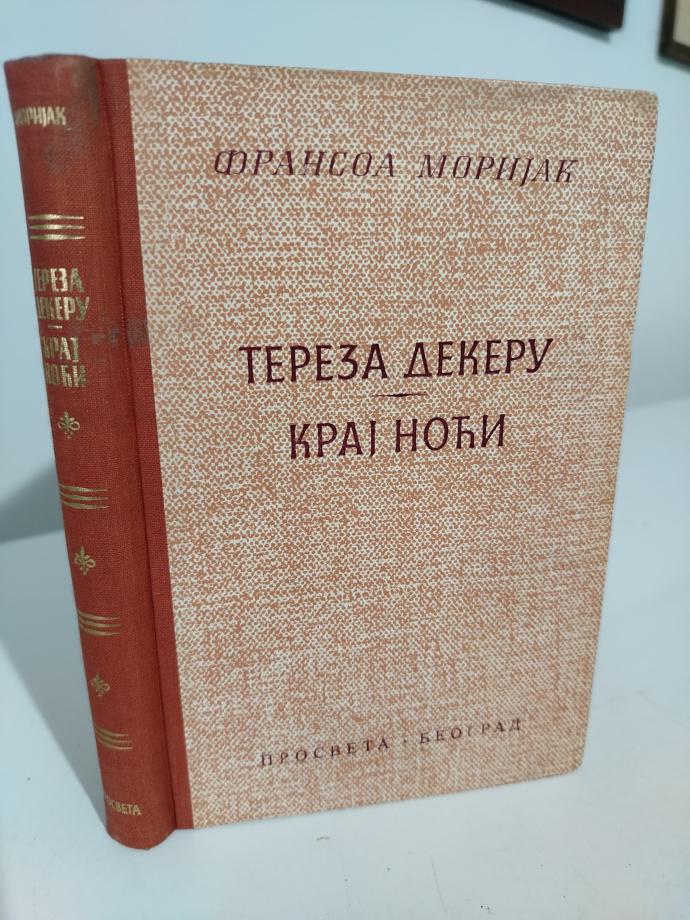 ФРАНСОА МОРИЈАК
ТЕРЕЗА ДЕКЕРУ
КРАЈ НОЋИ
ПРОСВЕТА · БЕОГРАД
МОРИЈАК
ТЕРЕЗА
ДЕКЕРУ
КРАЈ
НОЋИ
ПРОСВЕТА